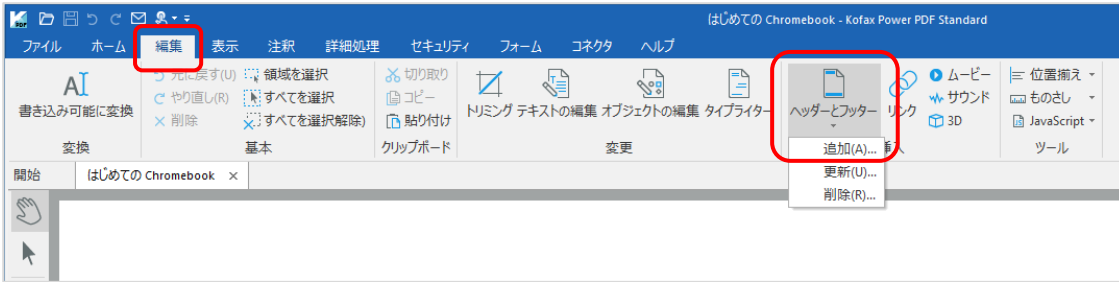 PDF
はじめての Chromebook - Kofax Power PDF Standard
ファイル ホーム 編集 表示 注釈 詳細処理 セキュリティ フォーム コネクタ ヘルプ
書き込み可能に変換
変換
元に戻す(U) 領域を選択
やり直し(R) すべてを選択
削除 すべてを選択解除)
基本
切り取り
コピー
貼り付け
クリップボード
トリミング テキストの編集 オブジェクトの編集 タイプライター
変更
ヘッダーとフッター リンク
ムービー
サウンド
3D
挿入
位置揃え
ものさし
JavaScript
ツール
追加(A)...
更新(U)...
削除(R)...
開始 はじめての Chromebook ×